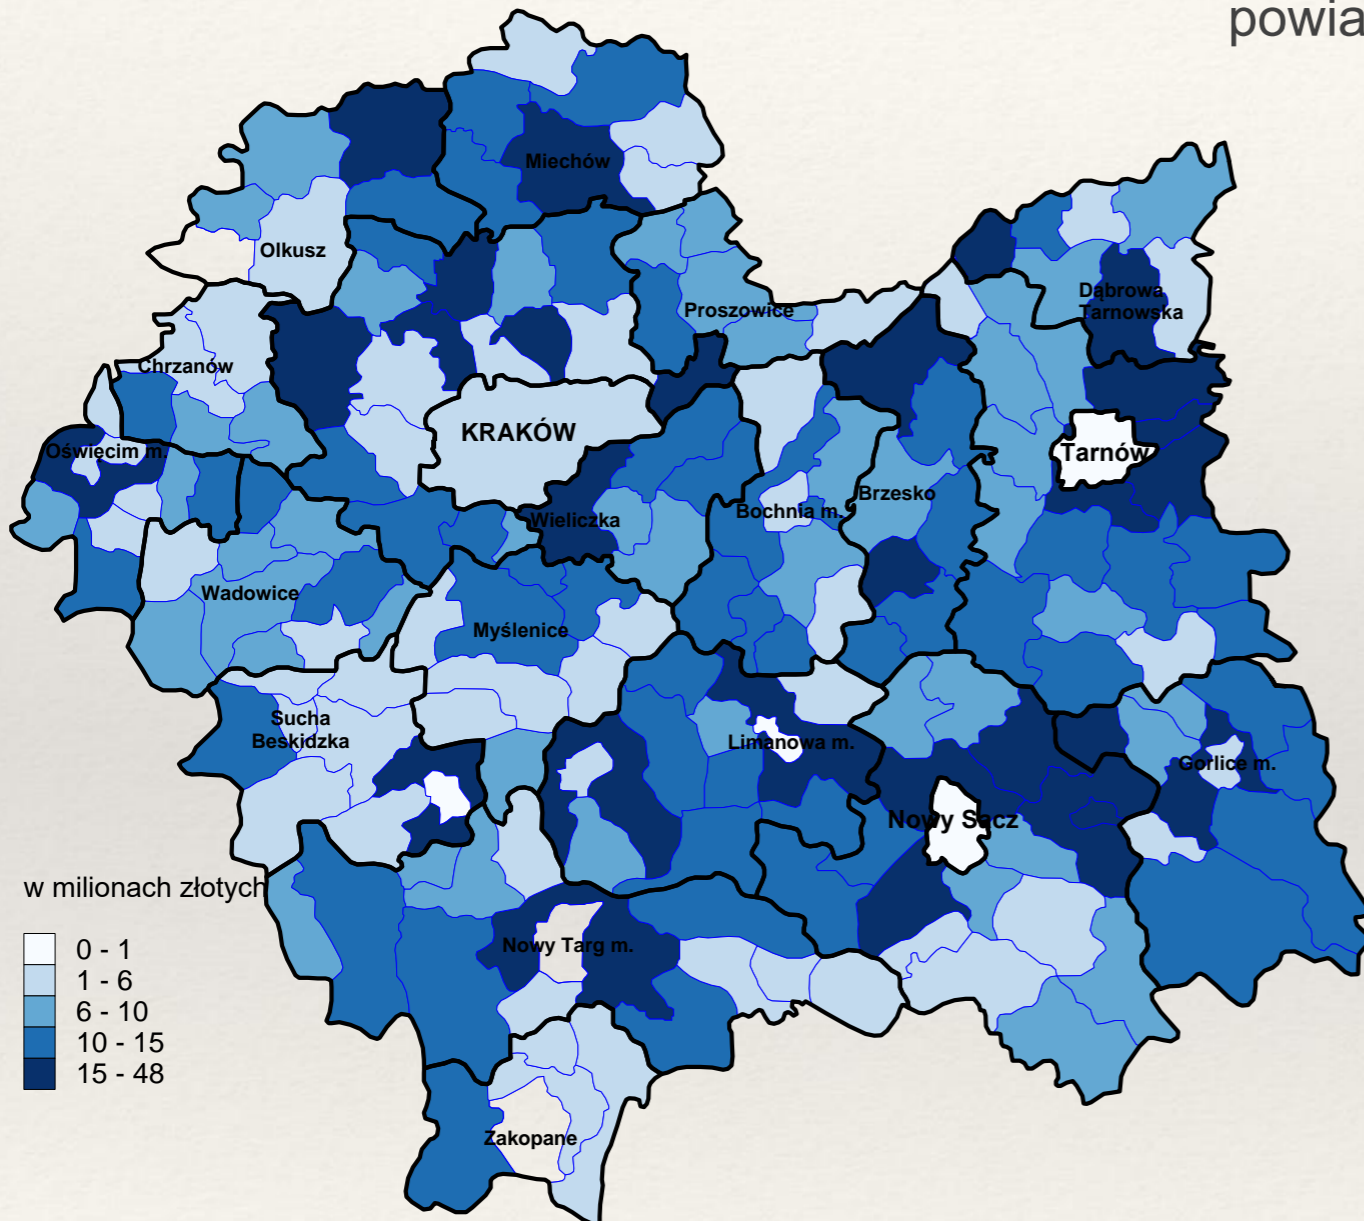 powia
Miechów
Olkusz
Dąbrowa
Tarnowska
Proszowice
Chrzanów
KRAKÓW
Oświęcim m.
Tarnów
Brzesko
Bochnia m.
Wieliczka
Wadowice
Myślenice
Sucha
Beskidzka
Limanowa m.
Gorlice m.
Nowy Sącz
w milionach złotych
0 - 1
1 - 6
6 - 10
10 - 15
15 - 48
Nowy Targ m.
Zakopane